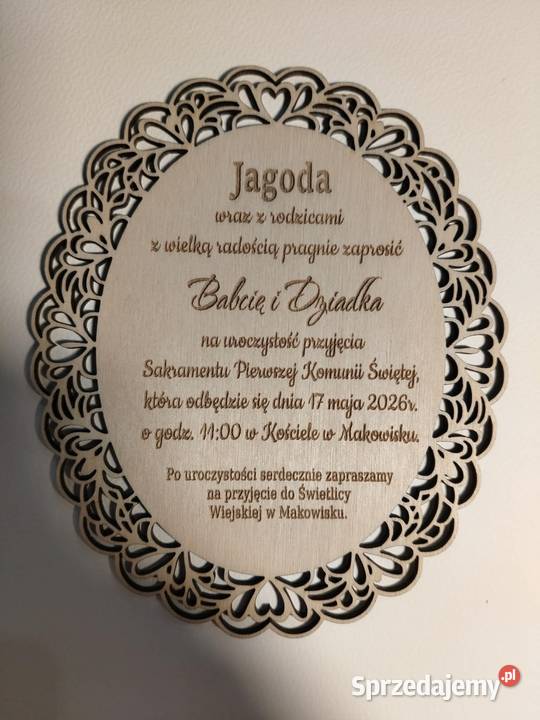 Jagoda
wraz z rodzicami
z wielką radością pragnie zaprosić
Babcię i Dziadka
na uroczystość przyjęcia
Sakramentu Pierwszej Komunii Świętej,
która odbędzie się dnia 17 maja 2026r.
o godz. 11:00 w Kościele w Makowisku.
Po uroczystości serdecznie zapraszamy
na przyjęcie do Świetlicy
Wiejskiej w Makowisku.
Sprzedajemy.pl